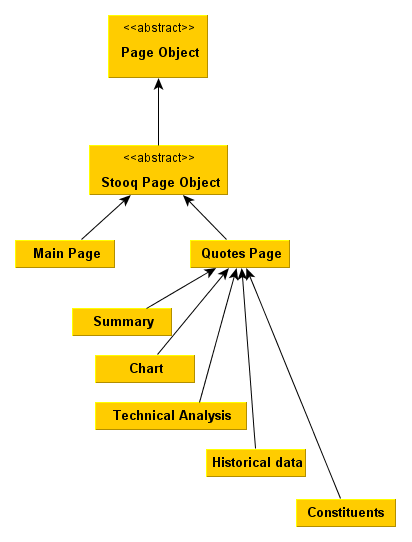 <<abstract>>
Page Object
<<abstract>>
Stooq Page Object
Main Page
Quotes Page
Summary
Chart
Technical Analysis
Historical data
Constituents